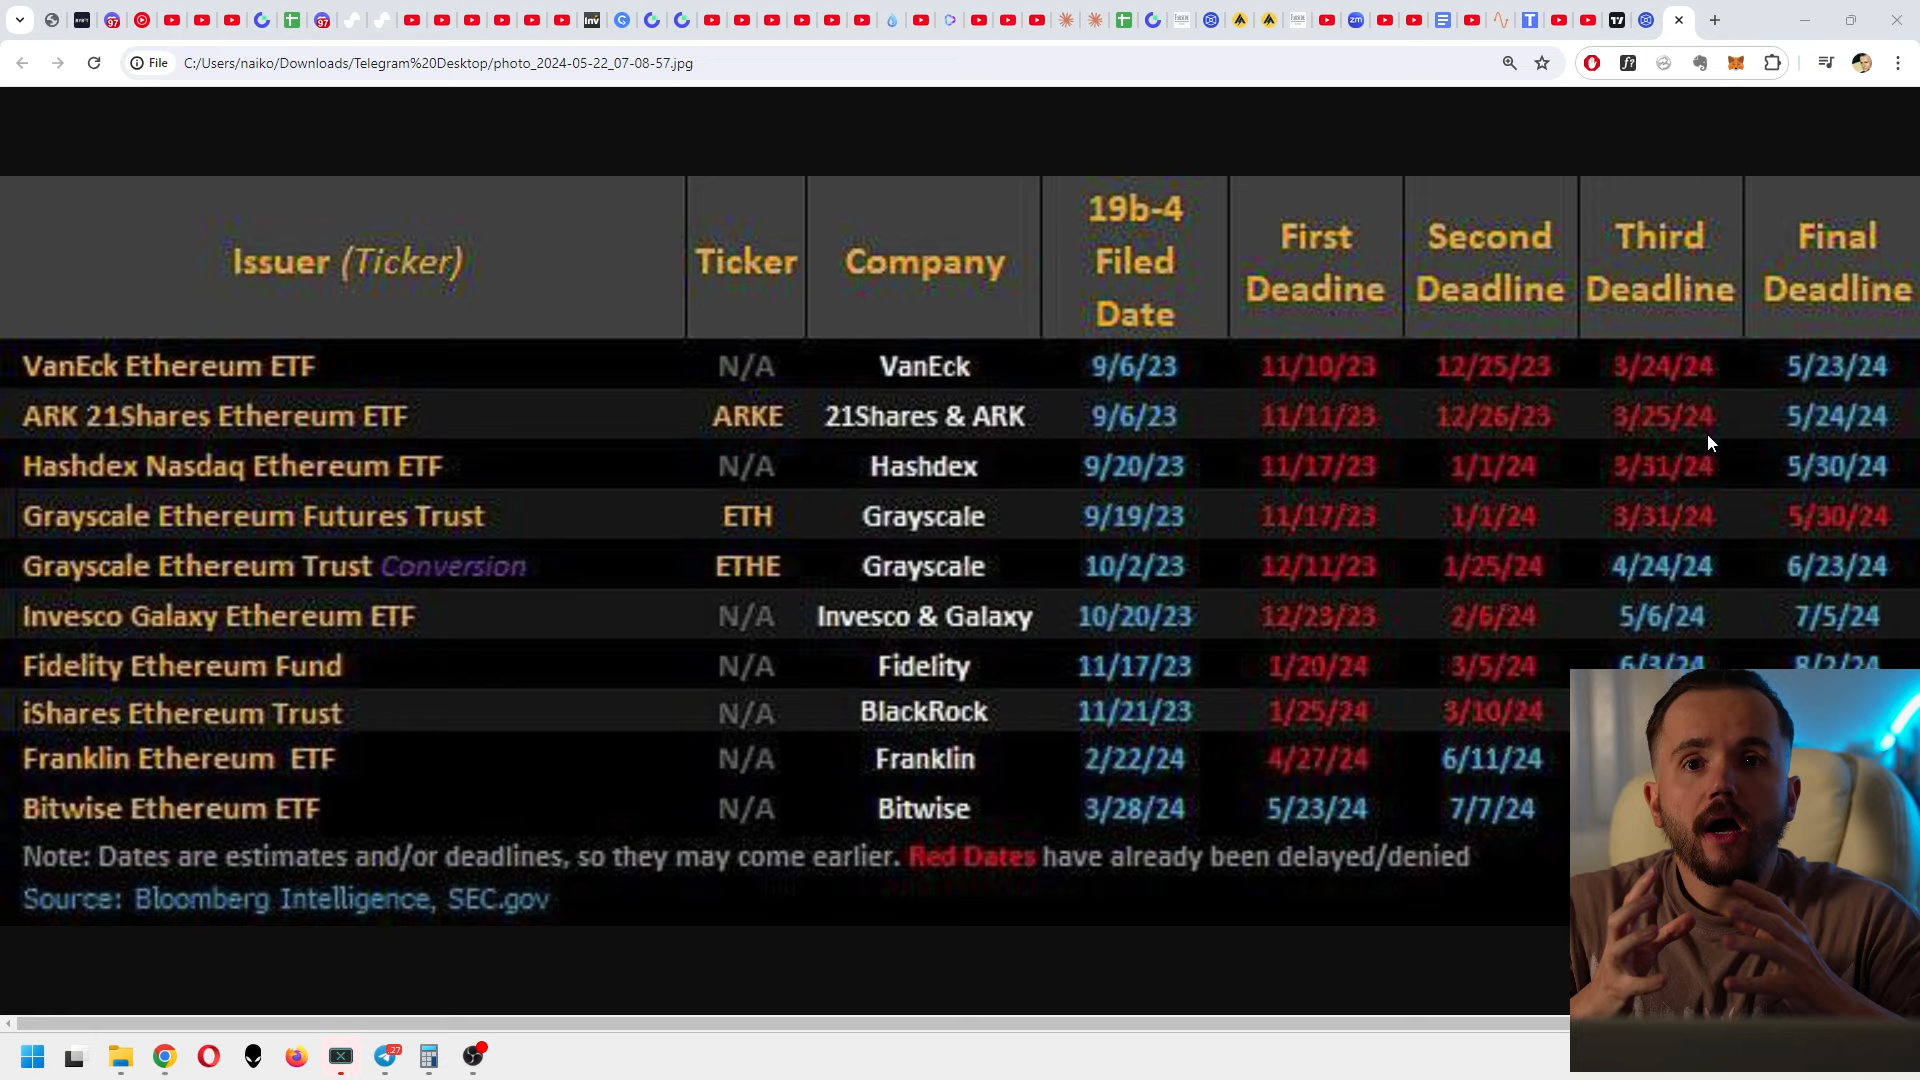 File C:/Users/naiko/Downloads/Telegram%20Desktop/photo_2024-05-22_07-08-57.jpg
Issuer (Ticker) Ticker Company 19b-4 Filed Date First Deadine Second Deadline Third Deadline Final Deadline
VanEck Ethereum ETF N/A VanEck 9/6/23 11/10/23 12/25/23 3/24/24 5/23/24
ARK 21Shares Ethereum ETF ARKE 21Shares & ARK 9/6/23 11/11/23 12/26/23 3/25/24 5/24/24
Hashdex Nasdaq Ethereum ETF N/A Hashdex 9/20/23 11/17/23 1/1/24 3/31/24 5/30/24
Grayscale Ethereum Futures Trust ETH Grayscale 9/19/23 11/17/23 1/1/24 3/31/24 5/30/24
Grayscale Ethereum Trust Conversion ETHE Grayscale 10/2/23 12/11/23 1/25/24 4/24/24 6/23/24
Invesco Galaxy Ethereum ETF N/A Invesco & Galaxy 10/20/23 12/23/23 2/6/24 5/6/24 7/5/24
Fidelity Ethereum Fund N/A Fidelity 11/17/23 1/20/24 3/5/24 6/3/24 8/2/24
iShares Ethereum Trust N/A BlackRock 11/21/23 1/25/24 3/10/24
Franklin Ethereum ETF N/A Franklin 2/22/24 4/27/24 6/11/24
Bitwise Ethereum ETF N/A Bitwise 3/28/24 5/23/24 7/7/24
Note: Dates are estimates and/or deadlines, so they may come earlier. Red Dates have already been delayed/denied
Source: Bloomberg Intelligence, SEC.gov
27